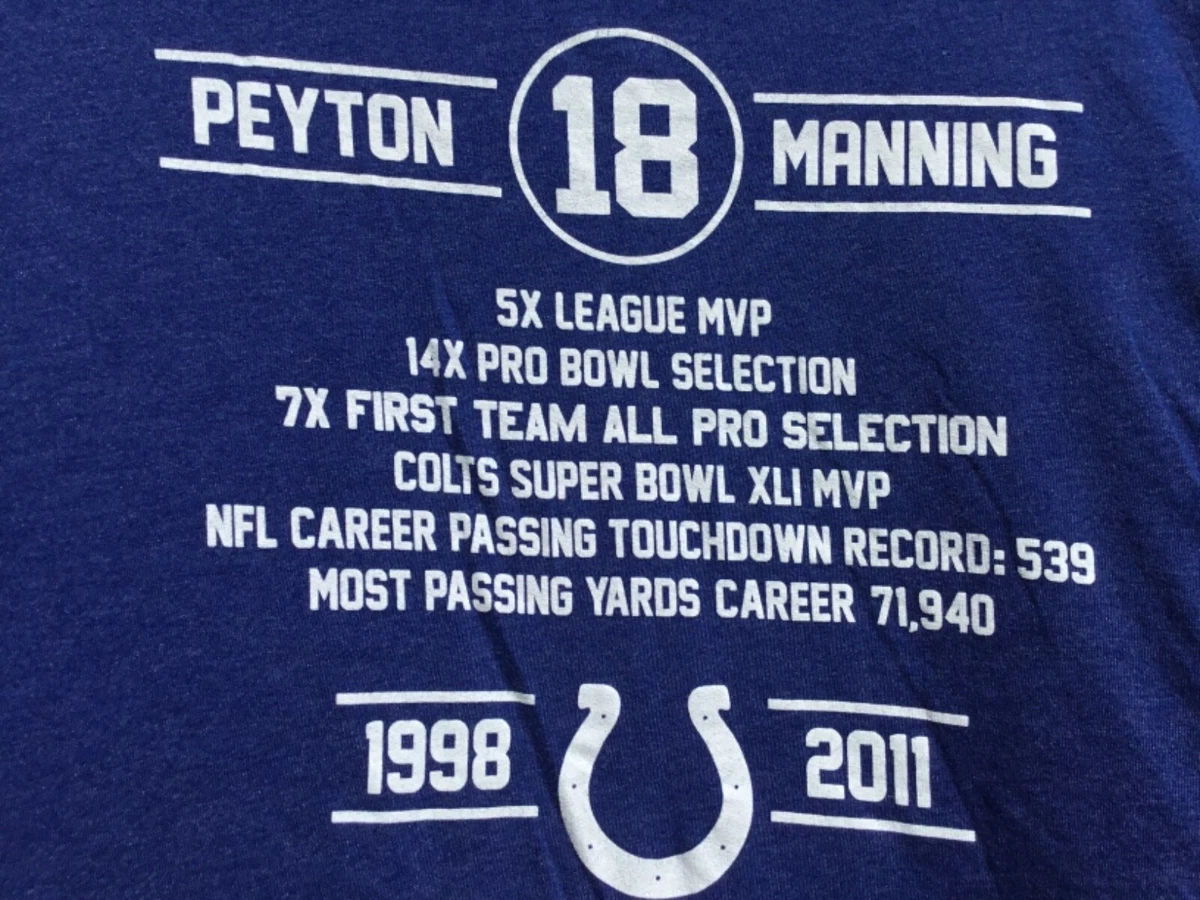 PEYTON 18 MANNING
5X LEAGUE MVP
14X PRO BOWL SELECTION
7X FIRST TEAM ALL PRO SELECTION
COLTS SUPER BOWL XLI MVP
NFL CAREER PASSING TOUCHDOWN RECORD: 539
MOST PASSING YARDS CAREER 71,940
1998 2011